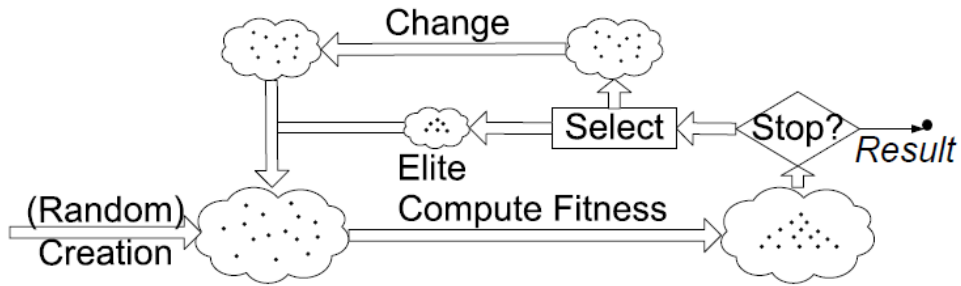 Change
Select
Stop?
Result
Elite
(Random)
Creation
Compute Fitness